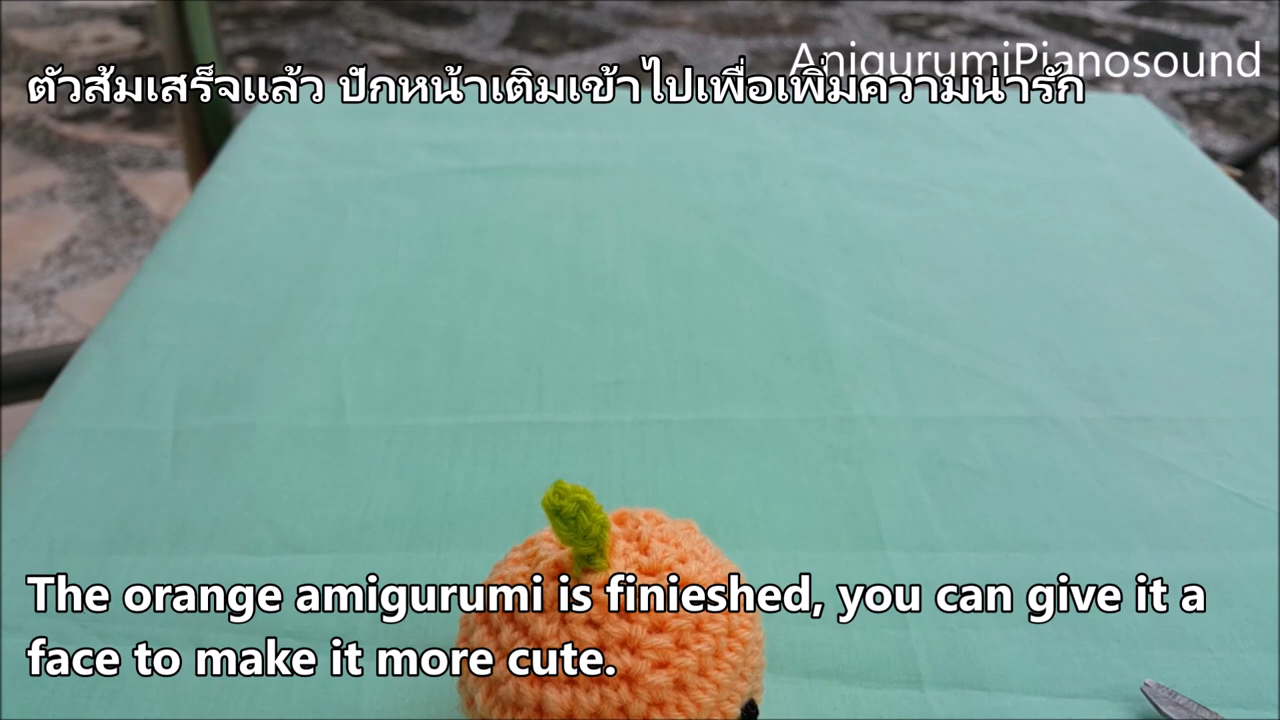 AnigurumiPianosound
ตัวส้มเสร็จแล้ว ปักหน้าเติมเข้าไปเพื่อเพิ่มความน่ารัก
The orange amigurumi is finieshed, you can give it a
face to make it more cute.